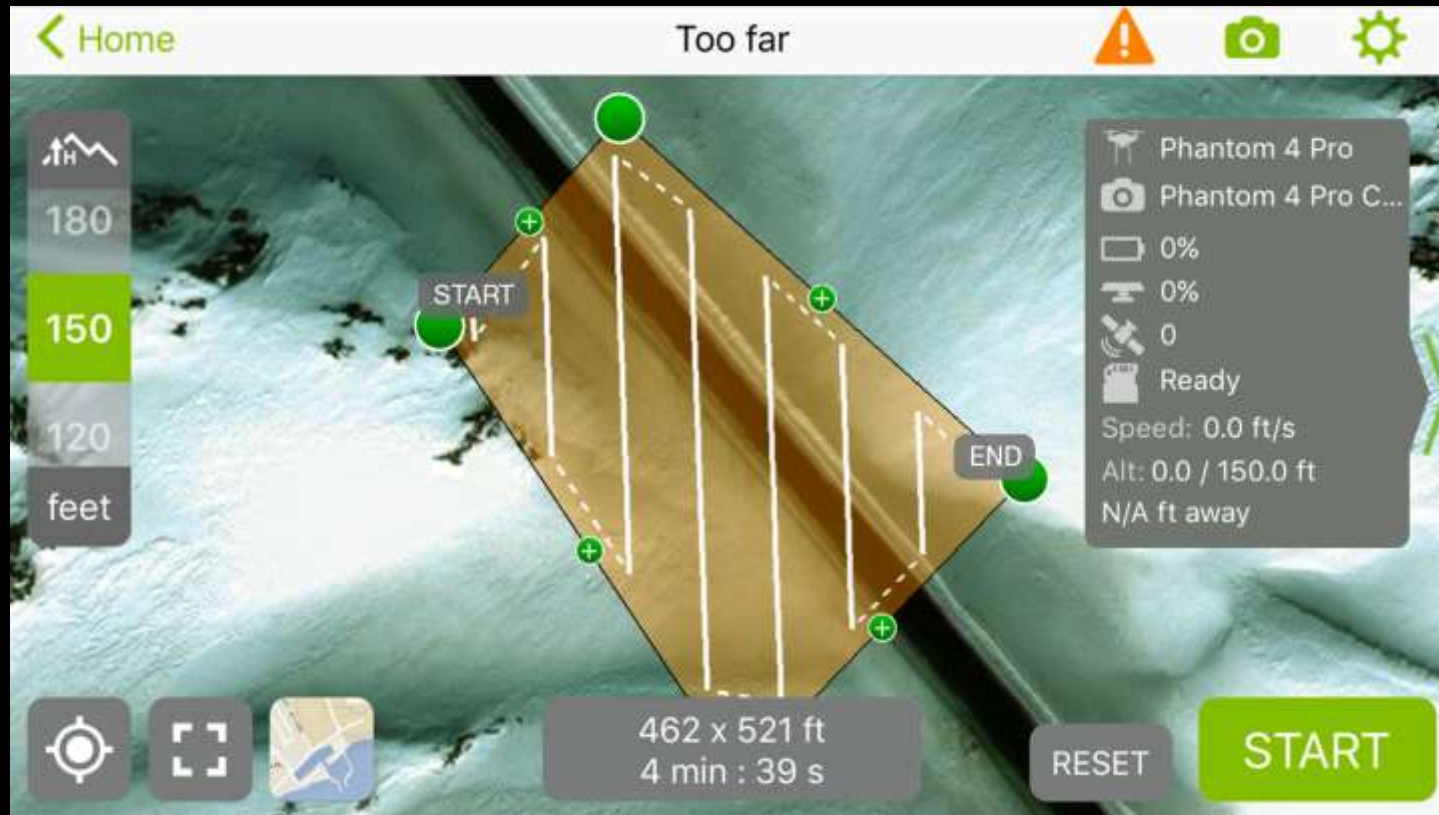 Home
Too far
H
180
150
120
feet
START
END
Phantom 4 Pro
Phantom 4 Pro C...
0%
0%
0
Ready
Speed: 0.0 ft/s
Alt: 0.0 / 150.0 ft
N/A ft away
462 x 521 ft
4 min : 39 s
RESET
START